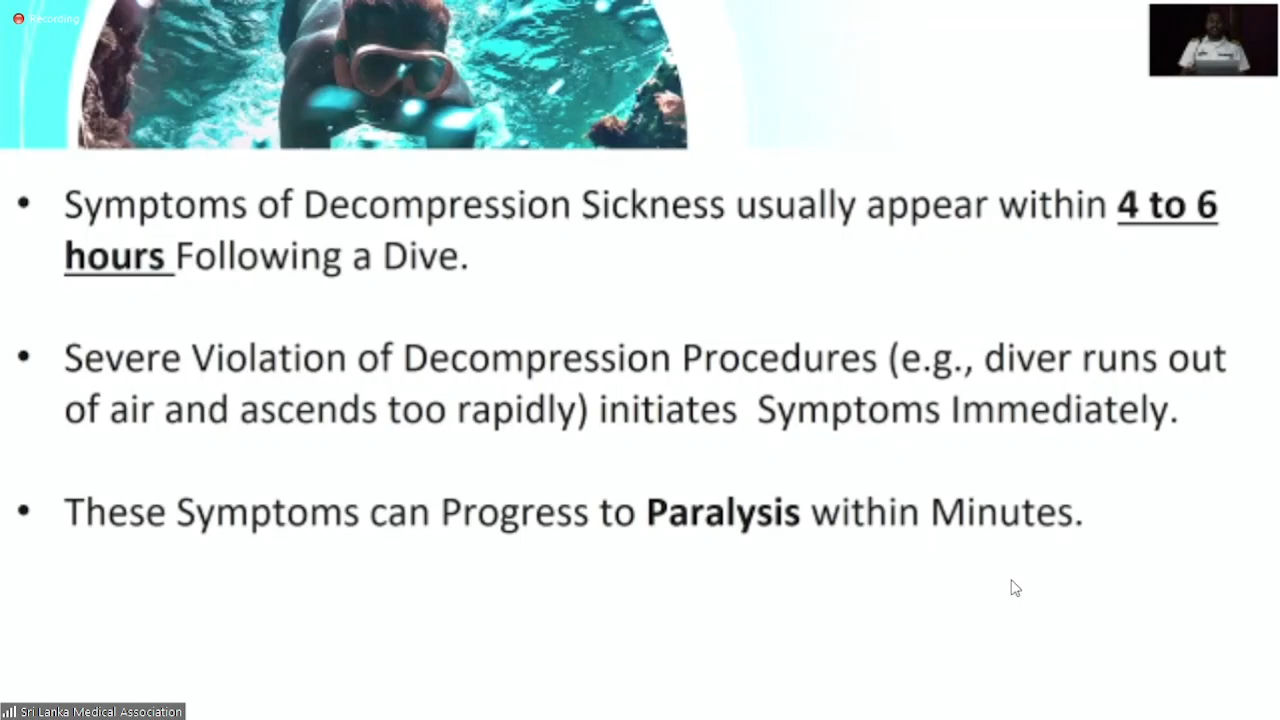 Recording
• Symptoms of Decompression Sickness usually appear within 4 to 6
hours Following a Dive.
• Severe Violation of Decompression Procedures (e.g., diver runs out
of air and ascends too rapidly) initiates  Symptoms Immediately.
• These Symptoms can Progress to Paralysis within Minutes.
Sri Lanka Medical Association